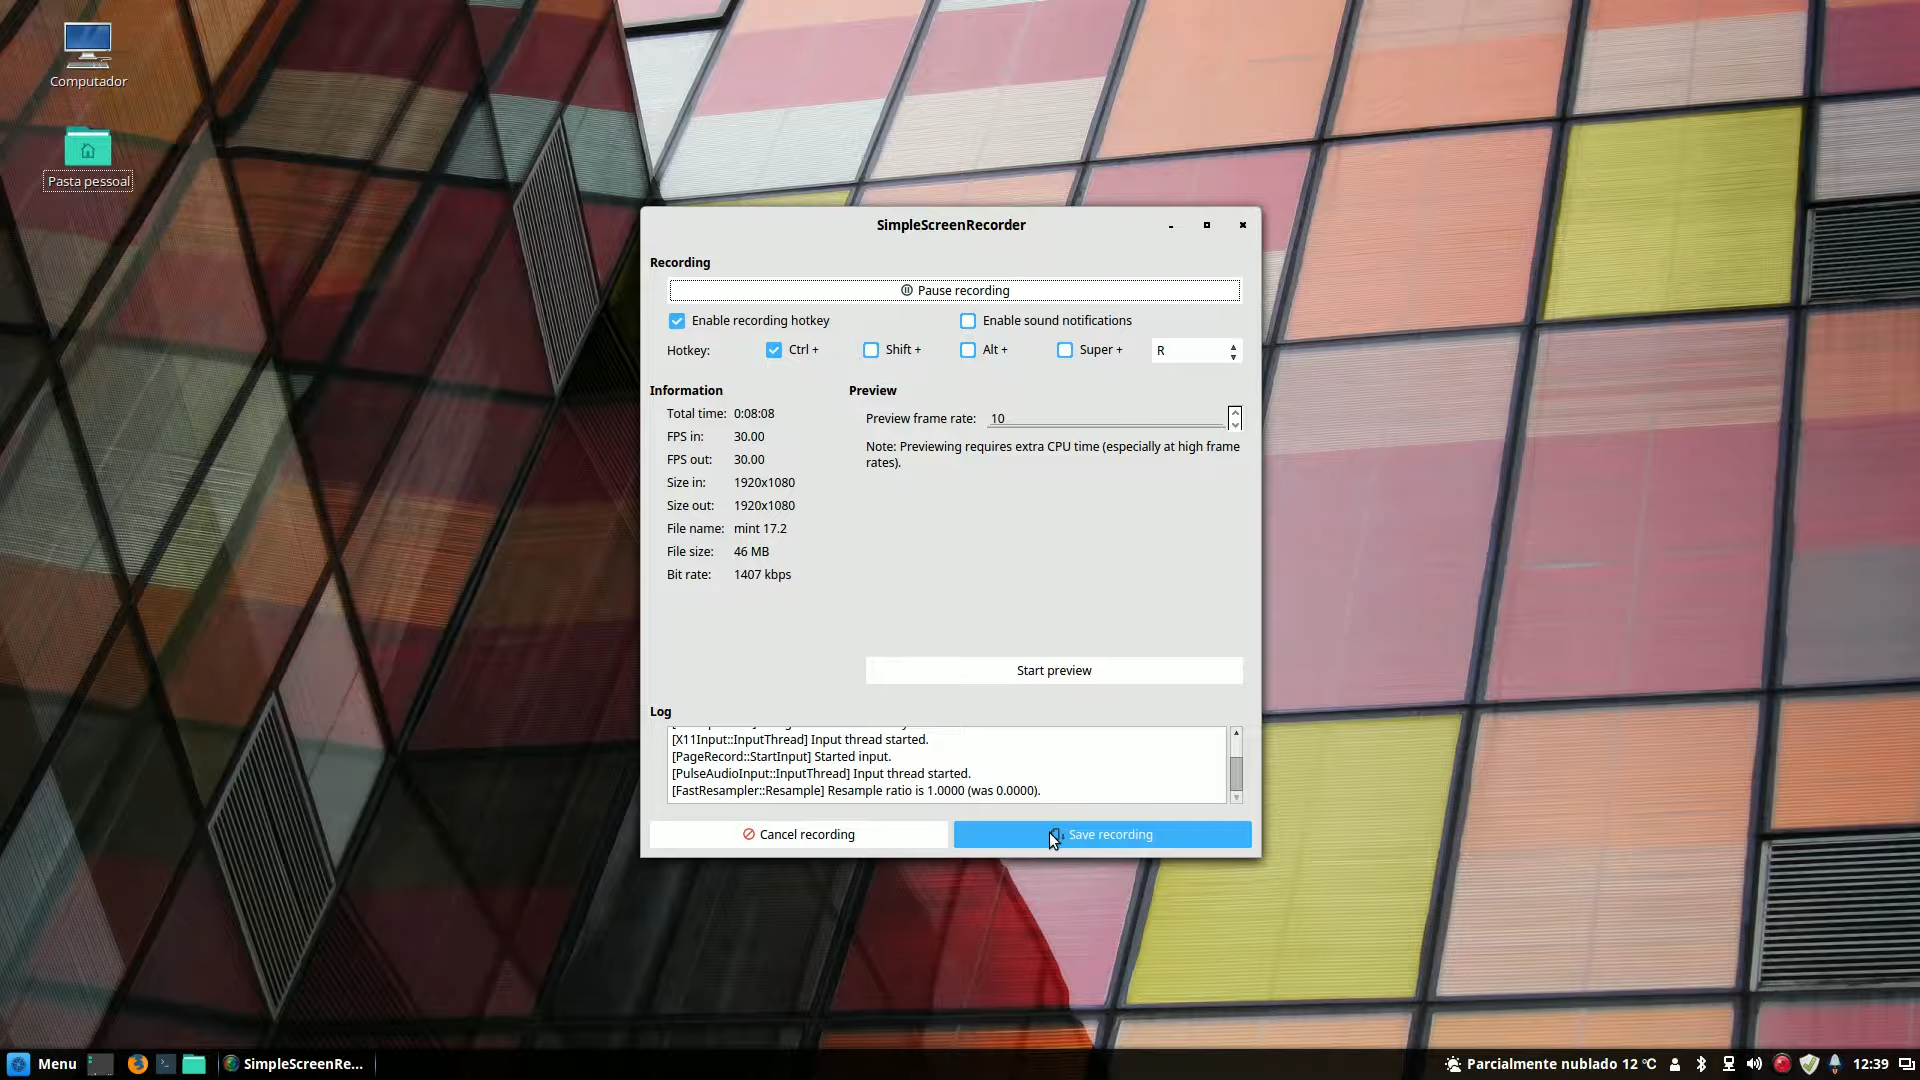 Computador
Pasta pessoal
SimpleScreenRecorder
Recording
Pause recording
Enable recording hotkey
Enable sound notifications
Hotkey:
Ctrl +
Shift +
Alt +
Super +
R
Information
Total time: 0:08:08
FPS in: 30.00
FPS out: 30.00
Size in: 1920x1080
Size out: 1920x1080
File name: mint 17.2
File size: 46 MB
Bit rate: 1407 kbps
Preview
Preview frame rate: 10
Note: Previewing requires extra CPU time (especially at high frame
rates).
Start preview
Log
[X11Input::InputThread] Input thread started.
[PageRecord::StartInput] Started input.
[PulseAudioInput::InputThread] Input thread started.
[FastResampler::Resample] Resample ratio is 1.0000 (was 0.0000).
Cancel recording
Save recording
Menu
SimpleScreenRe...
Parcialmente nublado 12 ℃
12:39